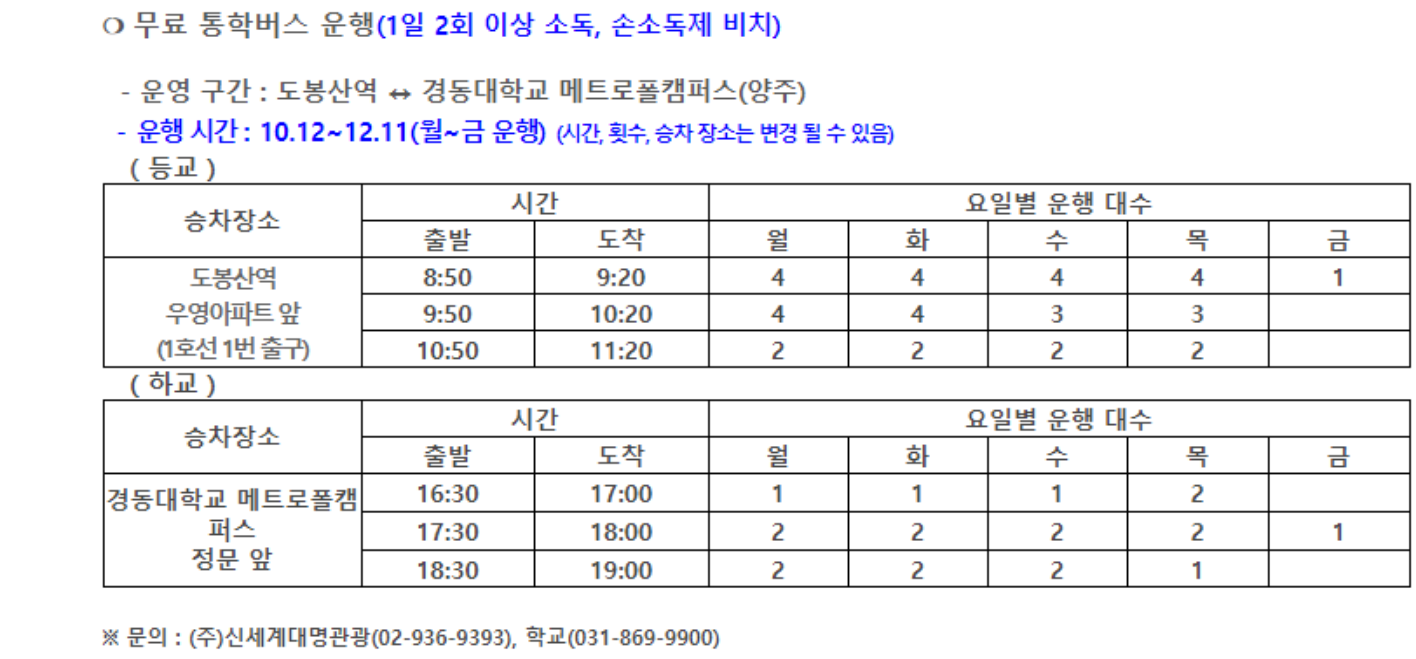 ❍ 무료 통학버스 운행(1일 2회 이상 소독, 손소독제 비치)
- 운영 구간 : 도봉산역 ↔ 경동대학교 메트로폴캠퍼스(양주)
- 운행 시간 : 10.12~12.11(월~금 운행) (시간, 횟수, 승차 장소는 변경 될 수 있음)
( 등교 )
승차장소 시간 요일별 운행 대수
출발 도착 월 화 수 목 금
도봉산역 8:50 9:20 4 4 4 4 1
우영아파트 앞 9:50 10:20 4 4 3 3
(1호선 1번 출구) 10:50 11:20 2 2 2 2
( 하교 )
승차장소 시간 요일별 운행 대수
출발 도착 월 화 수 목 금
경동대학교 메트로폴캠 16:30 17:00 1 1 1 2
퍼스 17:30 18:00 2 2 2 2 1
정문 앞 18:30 19:00 2 2 2 1
※ 문의 : (주)신세계대명관광(02-936-9393), 학교(031-869-9900)